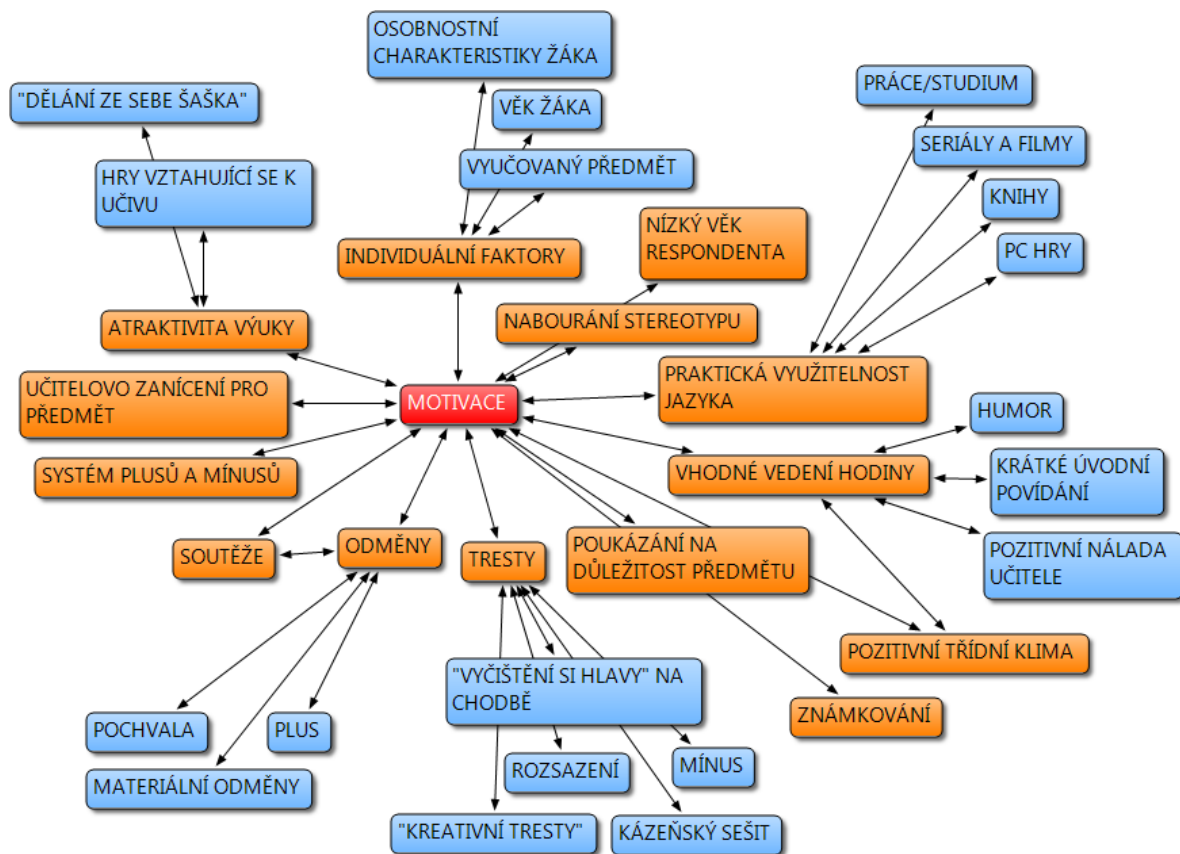 OSOBNOSTNÍ
CHARAKTERISTIKY ŽÁKA
"DĚLÁNÍ ZE SEBE ŠAŠKA"
VĚK ŽÁKA
PRÁCE/STUDIUM
SERIÁLY A FILMY
HRY VZTAHUJÍCÍ SE K
UČIVU
VYUČOVANÝ PŘEDMĚT
KNIHY
NÍZKÝ VĚK
RESPONDENTA
PC HRY
INDIVIDUÁLNÍ FAKTORY
ATRAKTIVITA VÝUKY
NABOURÁNÍ STEREOTYPU
PRAKTICKÁ VYUŽITELNOST
JAZYKA
UČITELOVO ZANÍCENÍ PRO
PŘEDMĚT
MOTIVACE
HUMOR
SYSTÉM PLUSŮ A MÍNUSŮ
VHODNÉ VEDENÍ HODINY
KRÁTKÉ ÚVODNÍ
POVÍDÁNÍ
SOUTĚŽE
ODMĚNY
TRESTY
POUKÁZÁNÍ NA
DŮLEŽITOST PŘEDMĚTU
POZITIVNÍ NÁLADA
UČITELE
POZITIVNÍ TŘÍDNÍ KLIMA
"VYČIŠTĚNÍ SI HLAVY" NA
CHODBĚ
ZNÁMKOVÁNÍ
POCHVALA
PLUS
MATERIÁLNÍ ODMĚNY
ROZSAZENÍ
MÍNUS
"KREATIVNÍ TRESTY"
KÁZEŇSKÝ SEŠIT